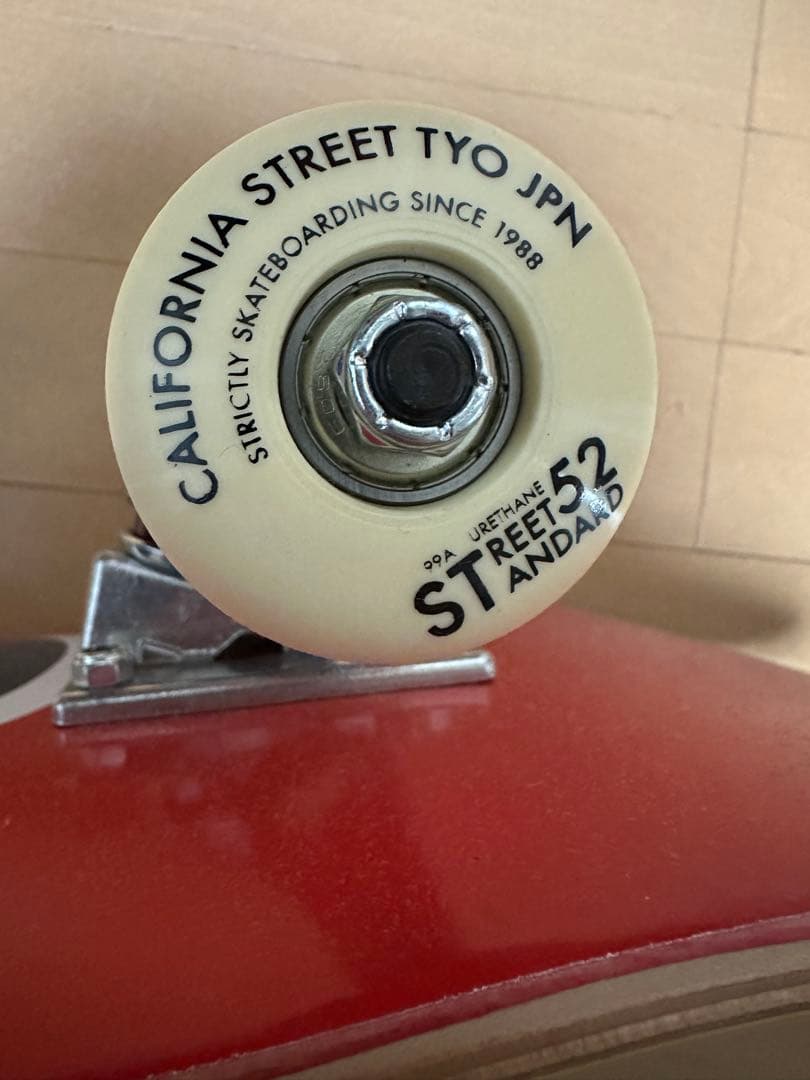 CALIFORNIA STREET TYO JPN
STRICTLY SKATEBOARDING SINCE 1988
99A URETHANE
STREET 52
STANDARD